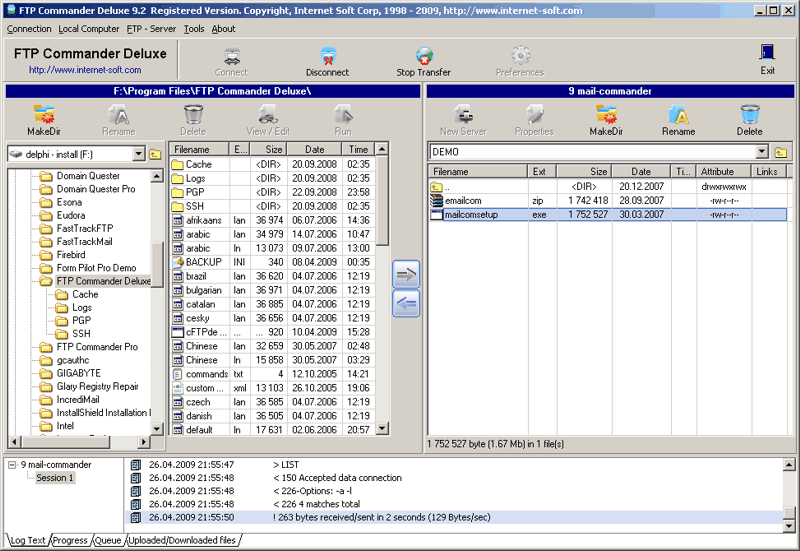 FTP Commander Deluxe 9.2 Registered Version. Copyright, Internet Soft Corp, 1998 - 2009, http://www.internet-soft.com
Connection Local Computer FTP - Server Tools About
FTP Commander Deluxe
http://www.internet-soft.com
Connect Disconnect Stop Transfer Preferences Exit
F:\Program Files\FTP Commander Deluxe\
MakeDir Rename Delete View / Edit Run
delphi - install (F:)
Domain Quester
Domain Quester Pro
Esona
Eudora
FastTrackFTP
FastTrackMail
Firebird
Form Pilot Pro Demo
FTP Commander Deluxe
Cache
Logs
PGP
SSH
FTP Commander Pro
gcauthc
GIGABYTE
Glary Registry Repair
IncrediMail
InstallShield Installation I
Intel
Filename E... Size Date Time
Cache <DIR> 20.09.2008 02:35
Logs <DIR> 20.09.2008 02:35
PGP <DIR> 22.09.2008 23:58
SSH <DIR> 20.09.2008 02:35
afrikaans lan 36 974 06.07.2006 14:36
arabic lan 34 979 14.07.2006 10:47
arabic ln 13 073 09.07.2006 13:00
BACKUP INI 340 08.04.2009 00:35
brazil lan 36 620 04.07.2006 12:19
bulgarian lan 36 971 04.07.2006 12:19
catalan lan 36 885 04.07.2006 12:19
cesky lan 36 656 04.07.2006 12:19
cFTPde ... ... ... 920 10.04.2009 15:28
Chinese lan 32 659 30.05.2007 02:48
Chinese ln 15 858 30.05.2007 03:29
commands txt 4 12.10.2005 14:21
custom ... xml 13 103 26.10.2005 19:06
czech lan 36 585 04.07.2006 12:19
danish lan 36 505 04.07.2006 12:19
default ln 17 631 02.06.2006 20:57
9 mail-commander
New Server Properties MakeDir Rename Delete
DEMO
Filename Ext Size Date Ti... Attribute Links
.. <DIR> 20.12.2007 drwxrwxrwx
emailcom zip 1 742 418 28.09.2007 -rw-r--r--
mailcomsetup exe 1 752 527 30.03.2007 -rw-r--r--
1 752 527 byte (1.67 Mb) in 1 file(s)
9 mail-commander
Session 1
26.04.2009 21:55:47 > LIST
26.04.2009 21:55:48 < 150 Accepted data connection
26.04.2009 21:55:48 < 226-Options: -a -l
26.04.2009 21:55:48 < 226 4 matches total
26.04.2009 21:55:50 ! 263 bytes received/sent in 2 seconds (129 Bytes/sec)
Log Text Progress Queue Uploaded/Downloaded files